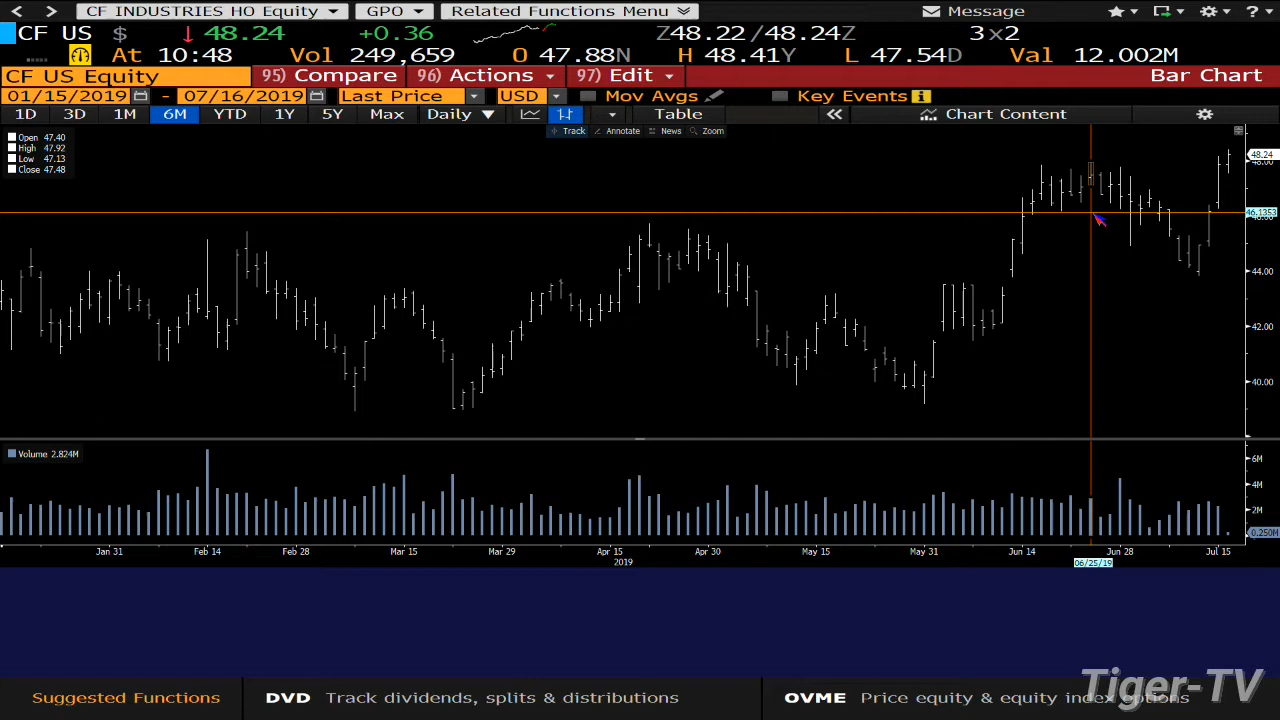 < > CF INDUSTRIES HO Equity GPO Related Functions Menu Message ?
CF US $ ↓ 48.24 +0.36 Z48.22/48.24Z 3x2
At 10:48 Vol 249,659 O 47.88N H 48.41Y L 47.54D Val 12.002M
CF US Equity 95) Compare 96) Actions 97) Edit Bar Chart
01/15/2019 - 07/16/2019 Last Price USD Mov Avgs Key Events
1D 3D 1M 6M YTD 1Y 5Y Max Daily ▼ Table Chart Content
Track Annotate News Zoom
Open 47.40
High 47.92
Low 47.13
Close 47.48
48.24
48.00
46.1353
44.00
42.00
40.00
Volume 2.824M
6M
4M
2M
0.250M
Jan 31 Feb 14 Feb 28 Mar 15 Mar 29 Apr 15 Apr 30 May 15 May 31 Jun 14 Jun 28 Jul 15
2019 06/25/19
Tiger-TV
Suggested Functions DVD Track dividends, splits & distributions OVME Price equity & equity index options